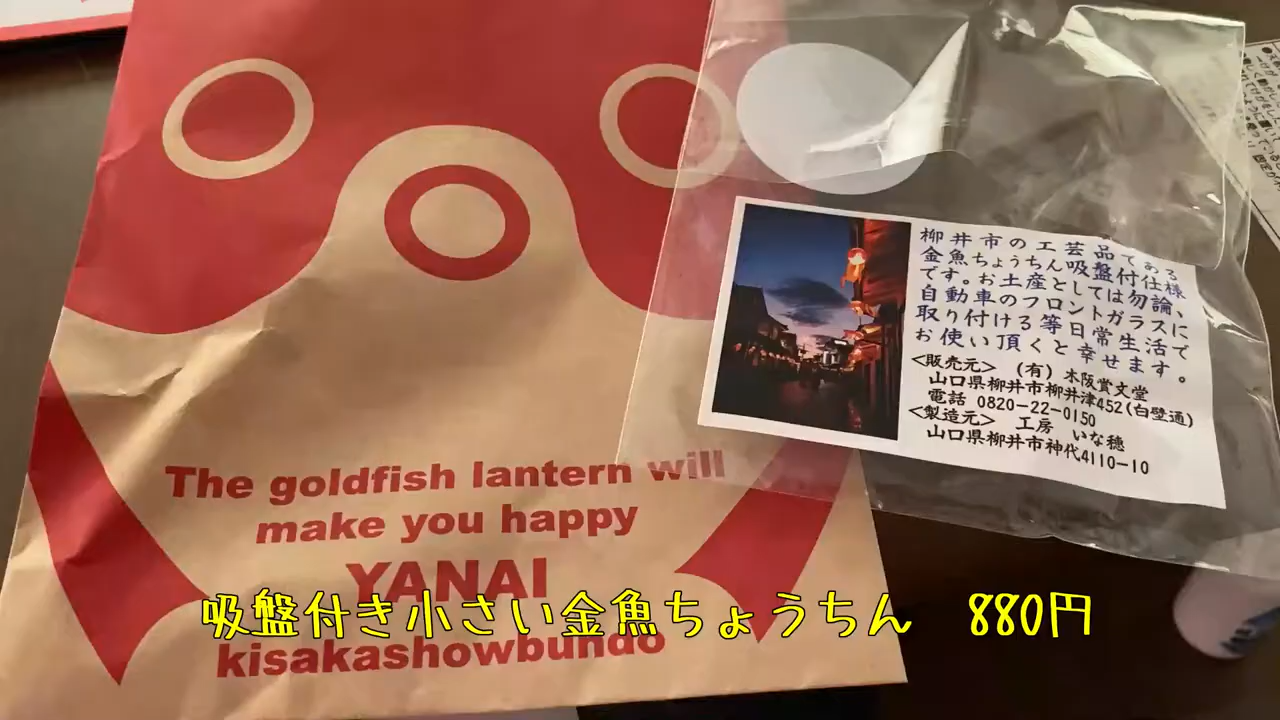 The goldfish lantern will
make you happy
YANAI
kisakashowbundo
柳井市の工芸品である
金魚ちょうちん吸盤付仕様
です。お土産としては勿論、
自動車のフロントガラスに
取り付ける等日常生活で
お使い頂くと幸せます。
<販売元> (有)木阪賞文堂
山口県柳井市柳井津452(白壁通)
電話 0820-22-0150
<製造元> 工房 いな穂
山口県柳井市神代4110-10
吸盤付き小さい金魚ちょうちん 880円